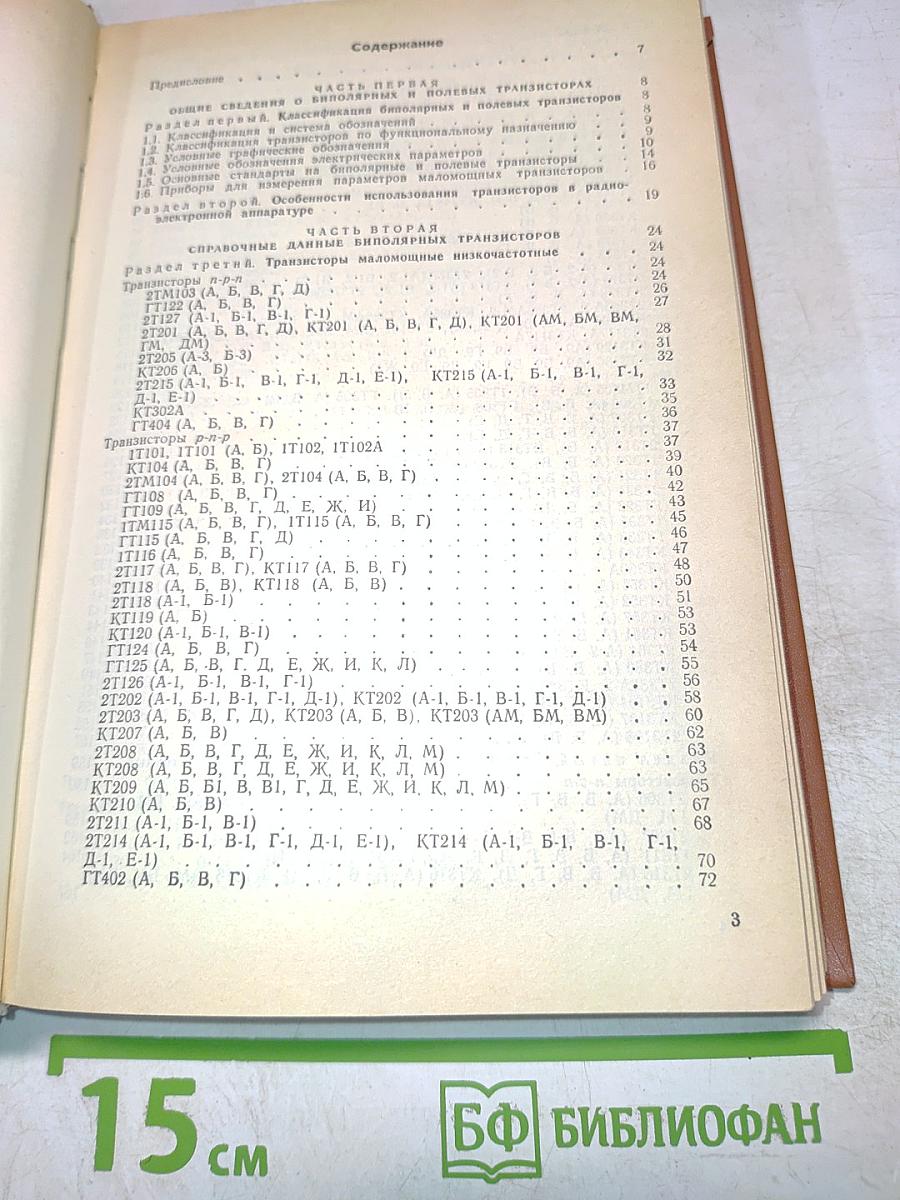 Содержание
Предисловие . . . . . . . . . . . . . . . . 7
ЧАСТЬ ПЕРВАЯ
ОБЩИЕ СВЕДЕНИЯ О БИПОЛЯРНЫХ И ПОЛЕВЫХ ТРАНЗИСТОРАХ 8
Раздел первый. Классификация биполярных и полевых транзисторов 8
1.1. Классификация и система обозначений . . . . . . 8
1.2. Классификация транзисторов по функциональному назначению 9
1.3. Условные графические обозначения . . . . . . 9
1.4. Условные обозначения электрических параметров . . . . 10
1.5. Основные стандарты на биполярные и полевые транзисторы . 14
1.6. Приборы для измерения параметров маломощных транзисторов . 16
Раздел второй. Особенности использования транзисторов в радио-
электронной аппаратуре . . . . . . . . . . 19
ЧАСТЬ ВТОРАЯ
СПРАВОЧНЫЕ ДАННЫЕ БИПОЛЯРНЫХ ТРАНЗИСТОРОВ 24
Раздел третий. Транзисторы маломощные низкочастотные . . . 24
Транзисторы n-p-n . . . . . . . . . . . 24
2ТМ103 (А, Б, В, Г, Д) . . . . . . . . . . 24
ГТ122 (А, Б, В, Г) . . . . . . . . . . 26
2Т127 (А-1, Б-1, В-1, Г-1) . . . . . . . . . 27
2Т201 (А, Б, В, Г, Д), КТ201 (А, Б, В, Г, Д), КТ201 (АМ, БМ, ВМ,
ГМ, ДМ) . . . . . . . . . . . . 28
2Т205 (А-3, Б-3) . . . . . . . . . . . 31
КТ206 (А, Б) . . . . . . . . . . . . 32
2Т215 (А-1, Б-1, В-1, Г-1, Д-1, Е-1), КТ215 (А-1, Б-1, В-1, Г-1,
Д-1, Е-1) . . . . . . . . . . . . 33
КТ302А . . . . . . . . . . . . . 35
ГТ404 (А, Б, В, Г) . . . . . . . . . . 36
Транзисторы p-n-p . . . . . . . . . . . 37
1Т101, 1Т101 (А, Б), 1Т102, 1Т102А . . . . . . . 37
КТ104 (А, Б, В, Г) . . . . . . . . . . 39
2ТМ104 (А, Б, В, Г), 2Т104 (А, Б, В, Г) . . . . . . 40
ГТ108 (А, Б, В, Г) . . . . . . . . . . 42
ГТ109 (А, Б, В, Г, Д, Е, Ж, И) . . . . . . . . 43
1ТМ115 (А, Б, В, Г), 1Т115 (А, Б, В, Г) . . . . . . 45
ГТ115 (А, Б, В, Г, Д) . . . . . . . . . . 46
1Т116 (А, Б, В, Г) . . . . . . . . . . 47
2Т117 (А, Б, В, Г), КТ117 (А, Б, В, Г) . . . . . . 48
2Т118 (А, Б, В), КТ118 (А, Б, В) . . . . . . . 50
2Т118 (А-1, Б-1) . . . . . . . . . . . 51
КТ119 (А, Б) . . . . . . . . . . . . 53
КТ120 (А-1, Б-1, В-1) . . . . . . . . . . 53
ГТ124 (А, Б, В, Г) . . . . . . . . . . 54
ГТ125 (А, Б, В, Г, Д, Е, Ж, И, К, Л) . . . . . . 55
2Т126 (А-1, Б-1, В-1, Г-1) . . . . . . . . . 56
2Т202 (А-1, Б-1, В-1, Г-1, Д-1), КТ202 (А-1, Б-1, В-1, Г-1, Д-1) . . 58
2Т203 (А, Б, В, Г, Д), КТ203 (А, Б, В), КТ203 (АМ, БМ, ВМ) . . 60
КТ207 (А, Б, В) . . . . . . . . . . . 62
2Т208 (А, Б, В, Г, Д, Е, Ж, И, К, Л, М) . . . . . 63
КТ208 (А, Б, В, Г, Д, Е, Ж, И, К, Л, М) . . . . . 63
КТ209 (А, Б, Б1, В, В1, Г, Д, Е, Ж, И, К, Л, М) . . . . 65
КТ210 (А, Б, В) . . . . . . . . . . . 67
2Т211 (А-1, Б-1, В-1) . . . . . . . . . . 68
2Т214 (А-1, Б-1, В-1, Г-1, Д-1, Е-1), КТ214 (А-1, Б-1, В-1, Г-1,
Д-1, Е-1) . . . . . . . . . . . . 70
ГТ402 (А, Б, В, Г) . . . . . . . . . . 72
3
15 см
БФ БИБЛИОФАН